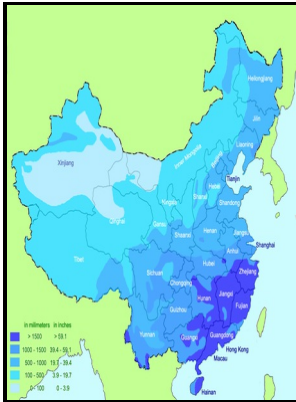 Heilongjiang
Jilin
Liaoning
Xinjiang
Inner Mongolia
Tianjin
Hebei
Shanxi
Shandong
Ningxia
Qinghai
Gansu
Shaanxi
Henan
Jiangsu
Shanghai
Tibet
Anhui
Hubei
Sichuan
Chongqing
Zhejiang
Hunan
Jiangxi
Guizhou
Fujian
Yunnan
Guangxi
Guangdong
Hong Kong
Macau
Hainan
in milimeters in inches
> 1500 > 59.1
1000 - 1500 39.4 - 59.1
500 - 1000 19.7 - 39.4
100 - 500 3.9 - 19.7
0 - 100 0 - 3.9